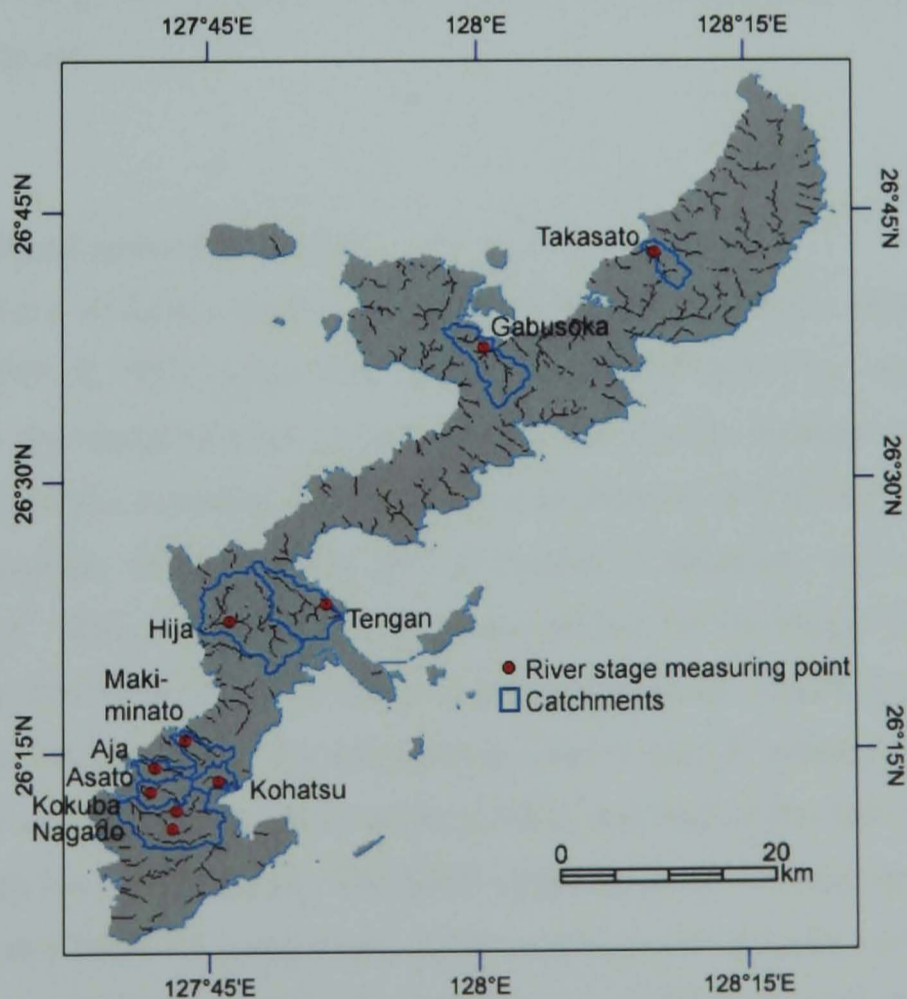 127°45'E
128°E
128°15'E
26°45'N
26°45'N
Takasato
Gabusoka
26°30'N
26°30'N
Hija
Tengan
River stage measuring point
Catchments
Maki-
minato
26°15'N
26°15'N
Aja
Asato
Kohatsu
Kokuba
Nagado
0
20
km
127°45'E
128°E
128°15'E